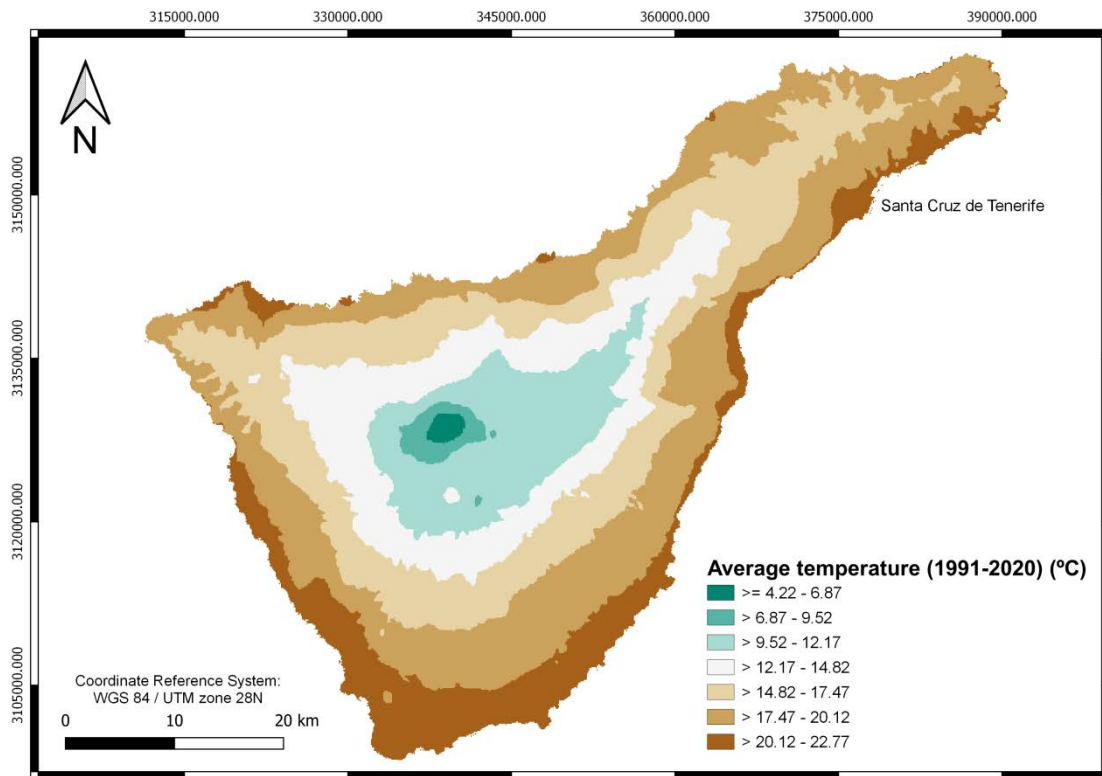 315000.000 330000.000 345000.000 360000.000 375000.000 390000.000
N
3150000.000
Santa Cruz de Tenerife
3135000.000
3120000.000
3105000.000
Average temperature (1991-2020) (ºC)
>= 4.22 - 6.87
> 6.87 - 9.52
> 9.52 - 12.17
> 12.17 - 14.82
> 14.82 - 17.47
> 17.47 - 20.12
> 20.12 - 22.77
Coordinate Reference System:
WGS 84 / UTM zone 28N
0 10 20 km